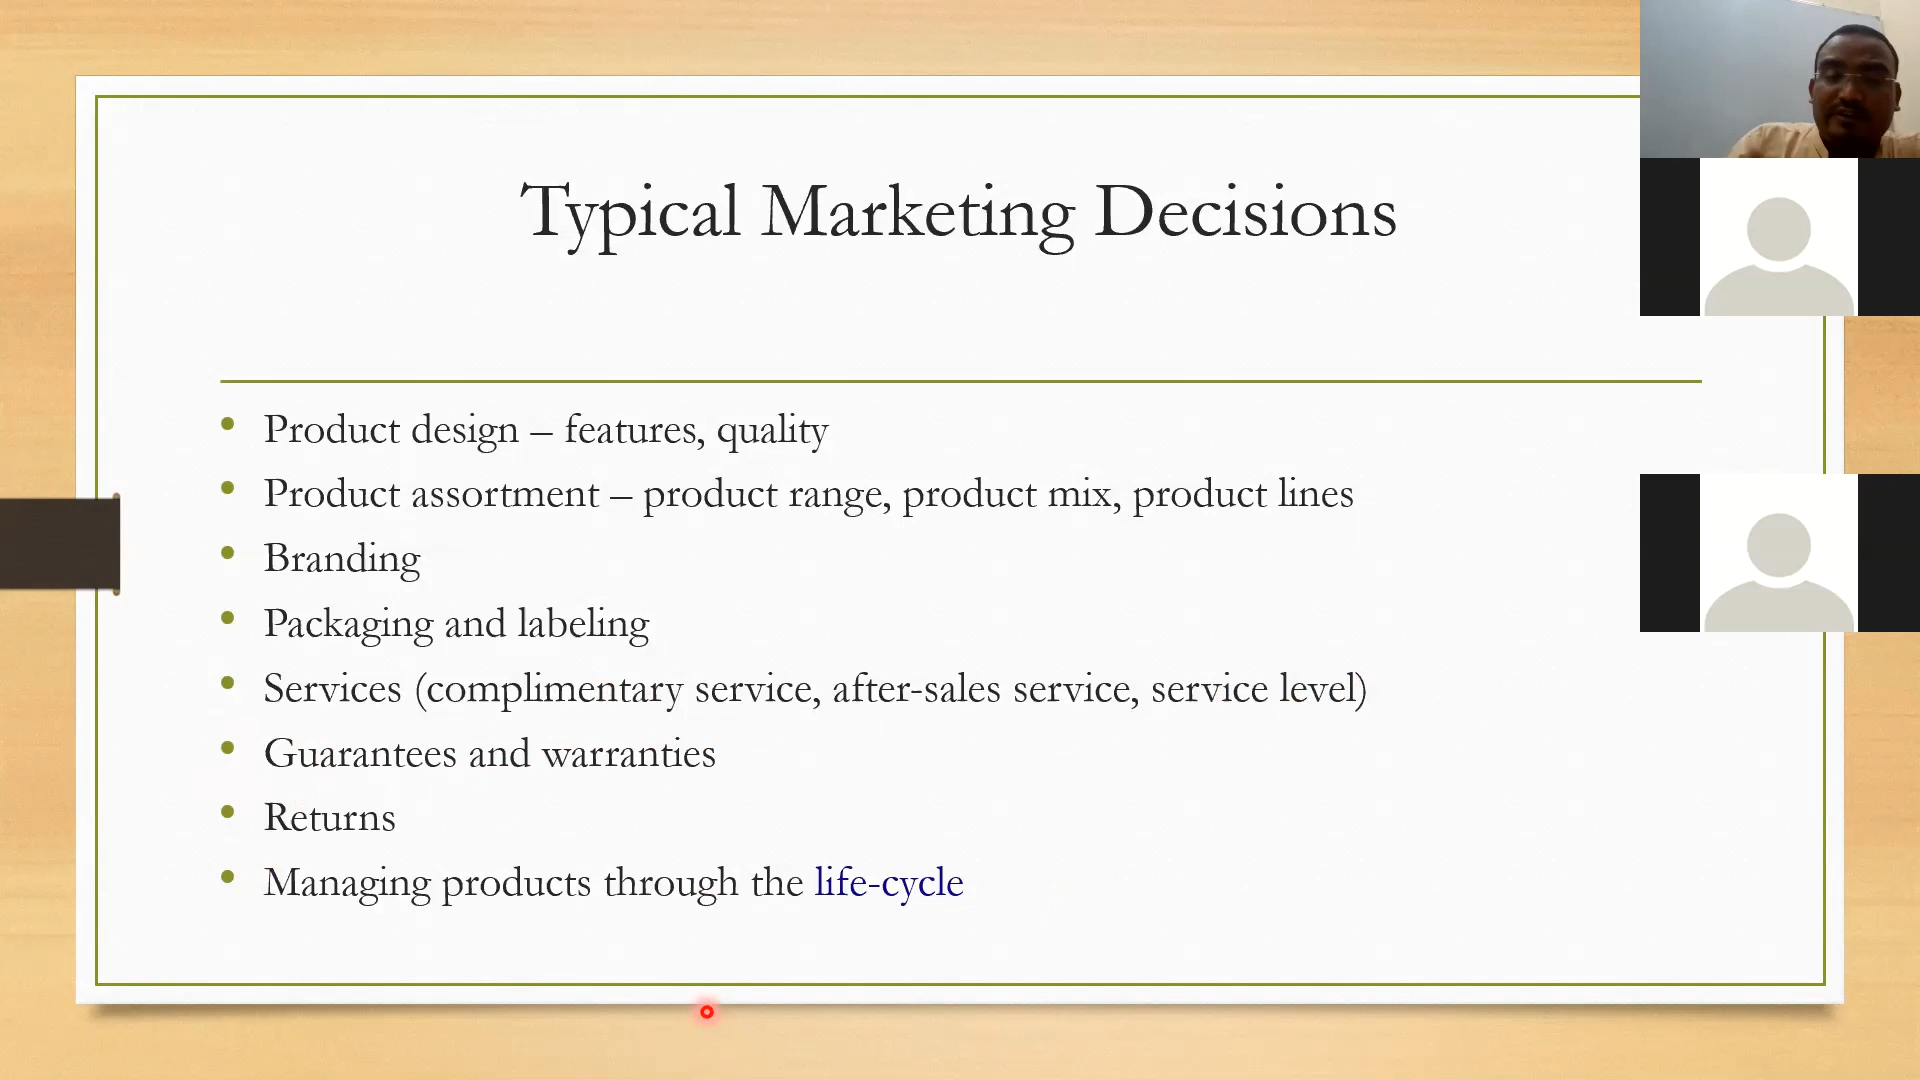 Typical Marketing Decisions
Product design – features, quality
Product assortment – product range, product mix, product lines
Branding
Packaging and labeling
Services (complimentary service, after-sales service, service level)
Guarantees and warranties
Returns
Managing products through the life-cycle